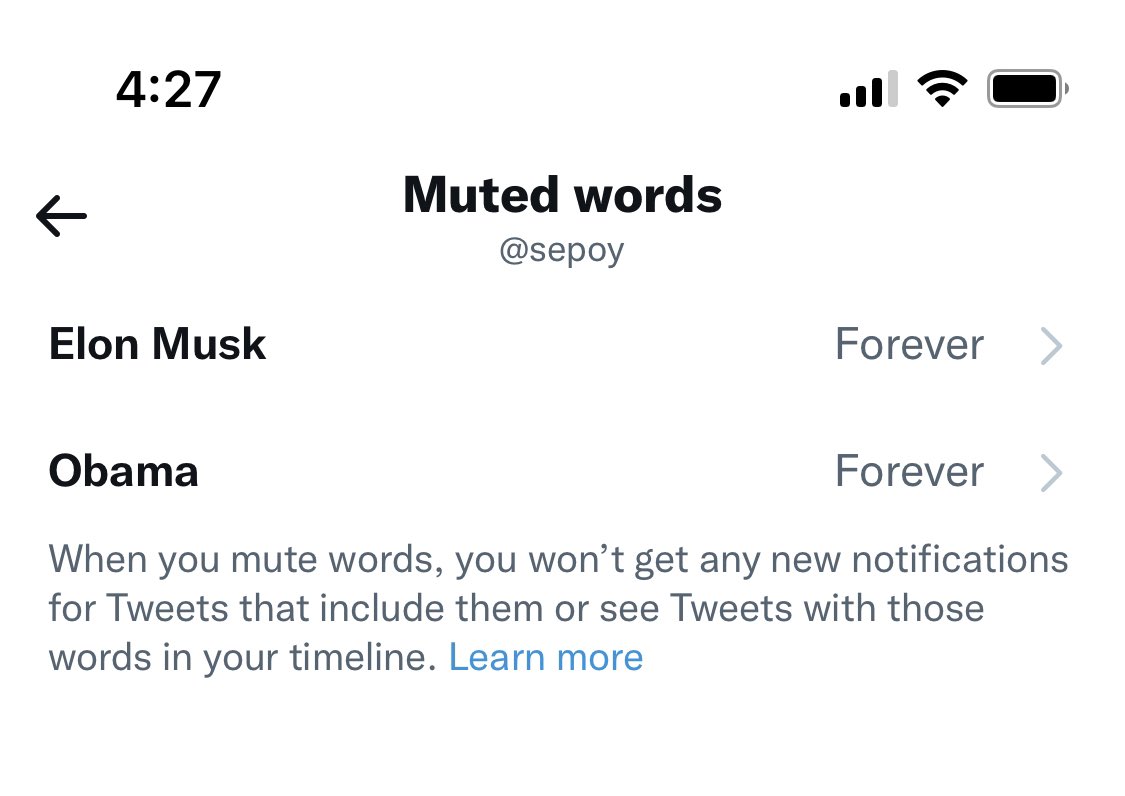 4:27
Muted words
@sepoy
Elon Musk Forever
Obama Forever
When you mute words, you won’t get any new notifications
for Tweets that include them or see Tweets with those
words in your timeline. Learn more